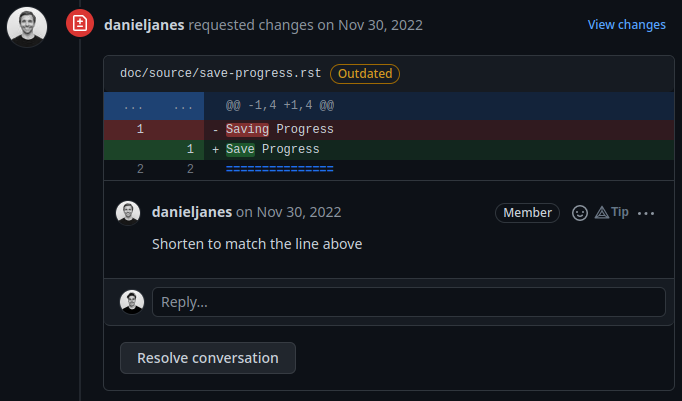 danieljanes requested changes on Nov 30, 2022 View changes
doc/source/save-progress.rst Outdated
... ... @@ -1,4 +1,4 @@
1 - Saving Progress
1 + Save Progress
2 2 ===============
danieljanes on Nov 30, 2022 Member Tip ...
Shorten to match the line above
Reply...
Resolve conversation